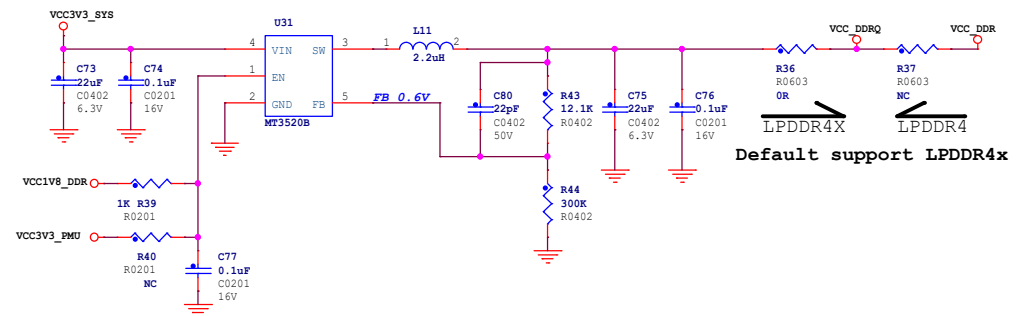 VCC3V3_SYS
U31
VCC_DDRQ
VCC_DDR
L11
4
VIN
SW
3
1
2
2.2uH
C73
22uF
C0402
6.3V
C74
0.1uF
C0201
16V
1
EN
2
GND
FB
5
FB 0.6V
MT3520B
C80
22pF
C0402
50V
R43
12.1K
R0402
C75
22uF
C0402
6.3V
C76
0.1uF
C0201
16V
R36
R0603
0R
R37
R0603
NC
LPDDR4X
LPDDR4
Default support LPDDR4x
VCC1V8_DDR
1K R39
R0201
R44
300K
R0402
VCC3V3_PMU
R40
R0201
NC
C77
0.1uF
C0201
16V